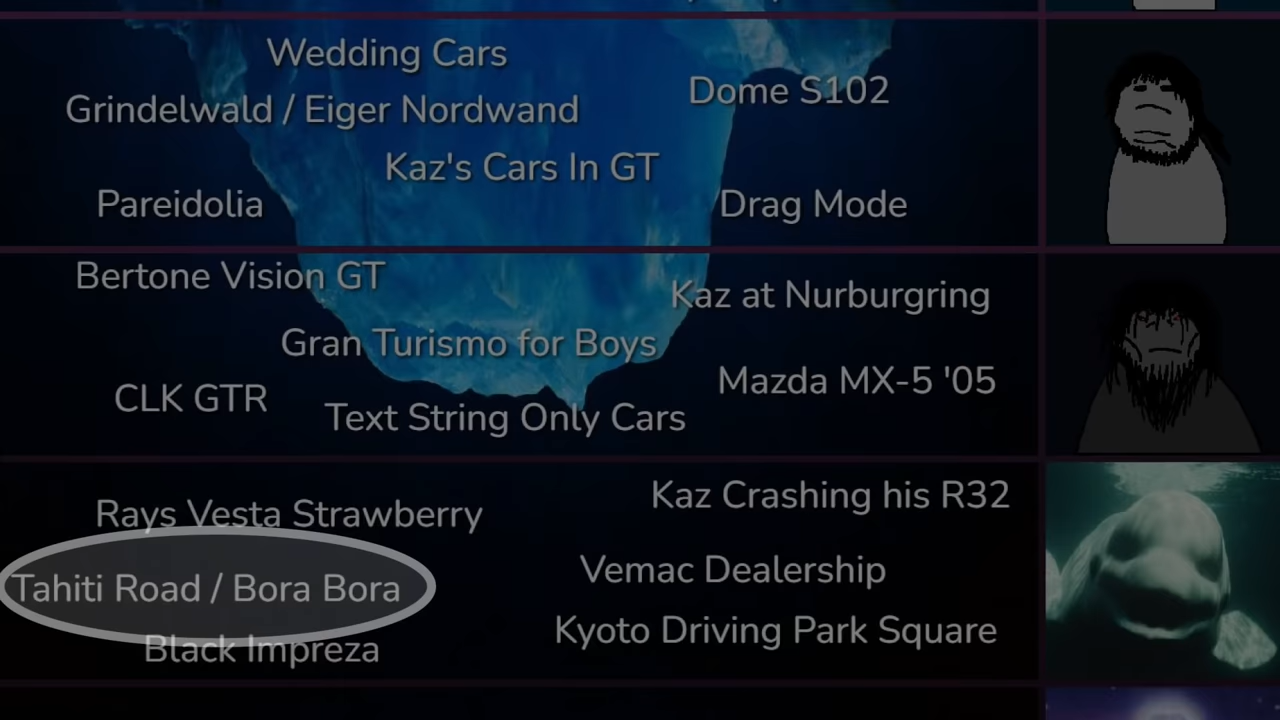 Wedding Cars
Dome S102
Grindelwald / Eiger Nordwand
Kaz's Cars In GT
Pareidolia
Drag Mode
Bertone Vision GT
Kaz at Nurburgring
Gran Turismo for Boys
Mazda MX-5 '05
CLK GTR
Text String Only Cars
Kaz Crashing his R32
Rays Vesta Strawberry
Vemac Dealership
Tahiti Road / Bora Bora
Kyoto Driving Park Square
Black Impreza